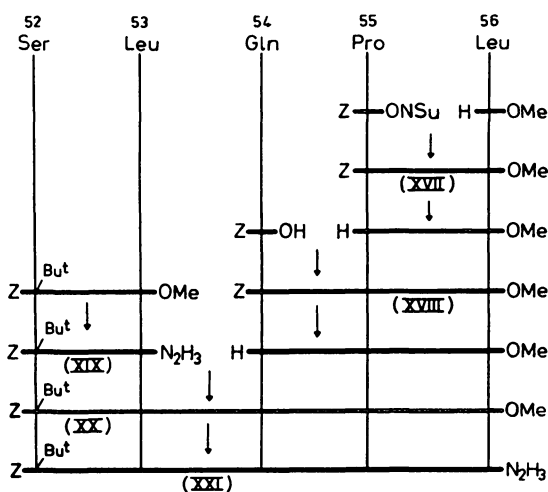 52 53 54 55 56
Ser Leu Gln Pro Leu
Z ONSu H OMe
Z OMe
(XVII)
Z OH H OMe
Bu^t
Z OMe Z OMe
(XVIII)
Bu^t
Z N₂H₃ H OMe
(XIX)
Bu^t
Z OMe
(XX)
Bu^t
Z N₂H₃
(XXI)